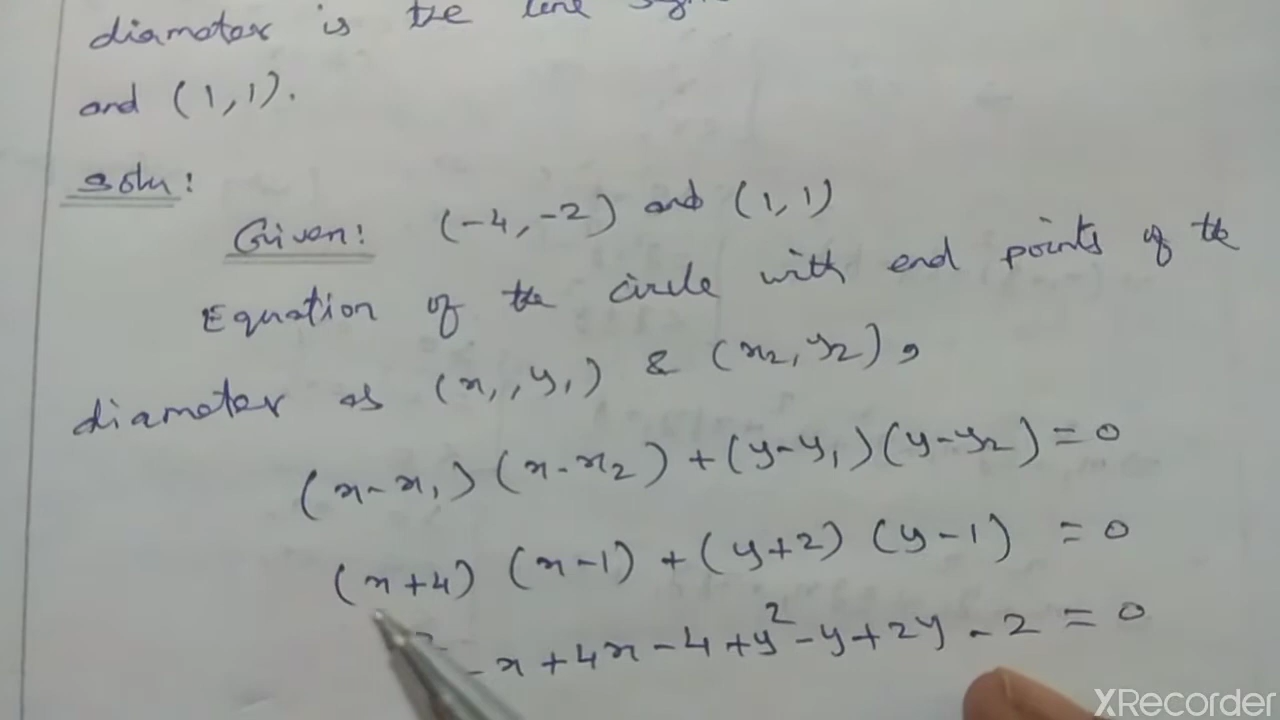 diameter is the line
and (1,1).
Soln:
Given: (-4,-2) and (1,1)
Equation of the circle with end points of the
diameter as (x₁,y₁) & (x₂,y₂),
(x-x₁)(x-x₂)+(y-y₁)(y-y₂)=0
(x+4) (x-1)+(y+2) (y-1) =0
² -x+4x-4+y²-y+2y-2=0
XRecorder